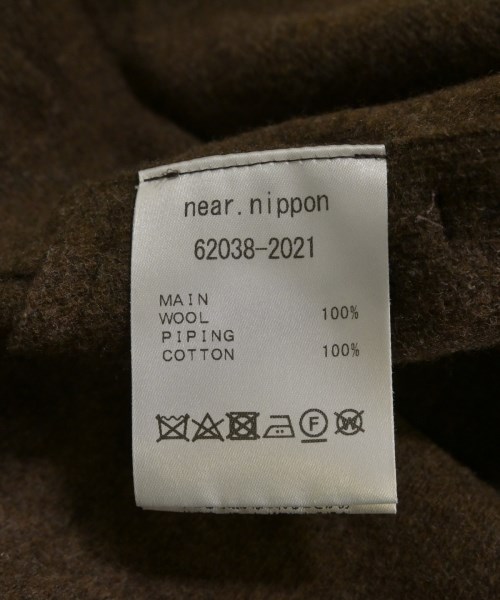 near.nippon
62038-2021
MAIN
WOOL 100%
PIPING
COTTON 100%
F W